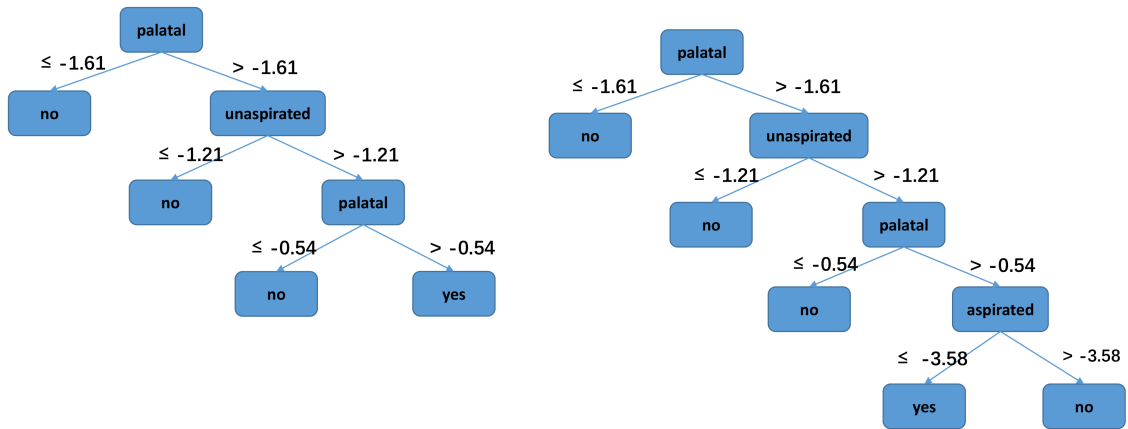 palatal
≤ -1.61
> -1.61
no
unaspirated
≤ -1.21
> -1.21
no
palatal
≤ -0.54
> -0.54
no
yes
palatal
≤ -1.61
> -1.61
no
unaspirated
≤ -1.21
> -1.21
no
palatal
≤ -0.54
> -0.54
no
aspirated
≤ -3.58
> -3.58
yes
no